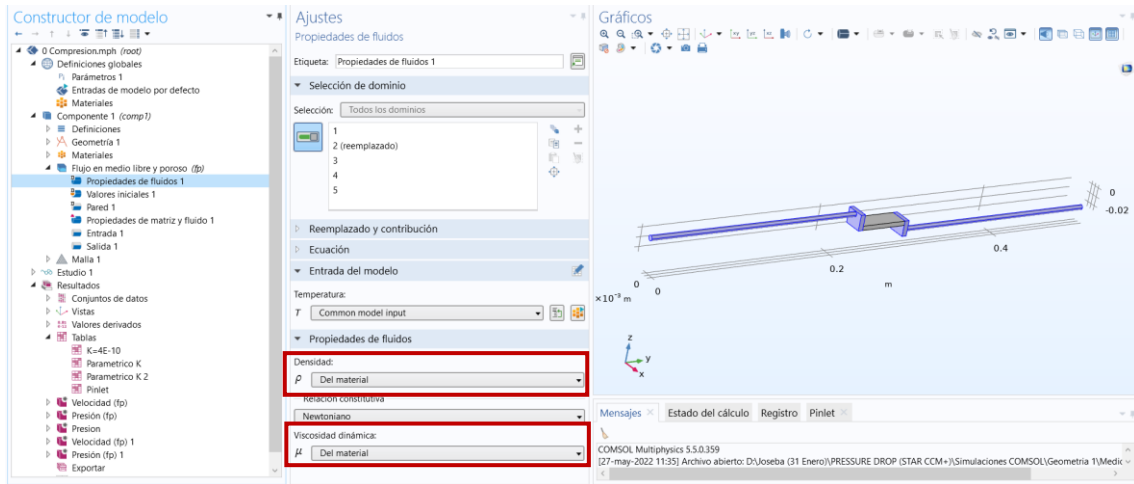 Constructor de modelo
0 Compresion.mph (root)
Definiciones globales
Pi Parámetros 1
Entradas de modelo por defecto
Materiales
Componente 1 (comp1)
Definiciones
Geometría 1
Materiales
Flujo en medio libre y poroso (fp)
Propiedades de fluidos 1
Valores iniciales 1
Pared 1
Propiedades de matriz y fluido 1
Entrada 1
Salida 1
Malla 1
Estudio 1
Resultados
Conjuntos de datos
Vistas
Valores derivados
Tablas
K=4E-10
Parametrico K
Parametrico K 2
Pinlet
Velocidad (fp)
Presión (fp)
Presion
Velocidad (fp) 1
Presión (fp) 1
Exportar
Ajustes
Propiedades de fluidos
Etiqueta: Propiedades de fluidos 1
Selección de dominio
Selección: Todos los dominios
1
2 (reemplazado)
3
4
5
Reemplazado y contribución
Ecuación
Entrada del modelo
Temperatura:
T Common model input
Propiedades de fluidos
Densidad:
ρ Del material
Relación constitutiva
Newtoniano
Viscosidad dinámica:
μ Del material
Gráficos
0
-0.02
0.4
0.2
m
0
0
×10⁻³ m
z
y
x
Mensajes Estado del cálculo Registro Pinlet
COMSOL Multiphysics 5.5.0.359
[27-may-2022 11:35] Archivo abierto: D:\Joseba (31 Enero)\PRESSURE DROP (STAR CCM+)\Simulaciones COMSOL\Geometria 1\Medic